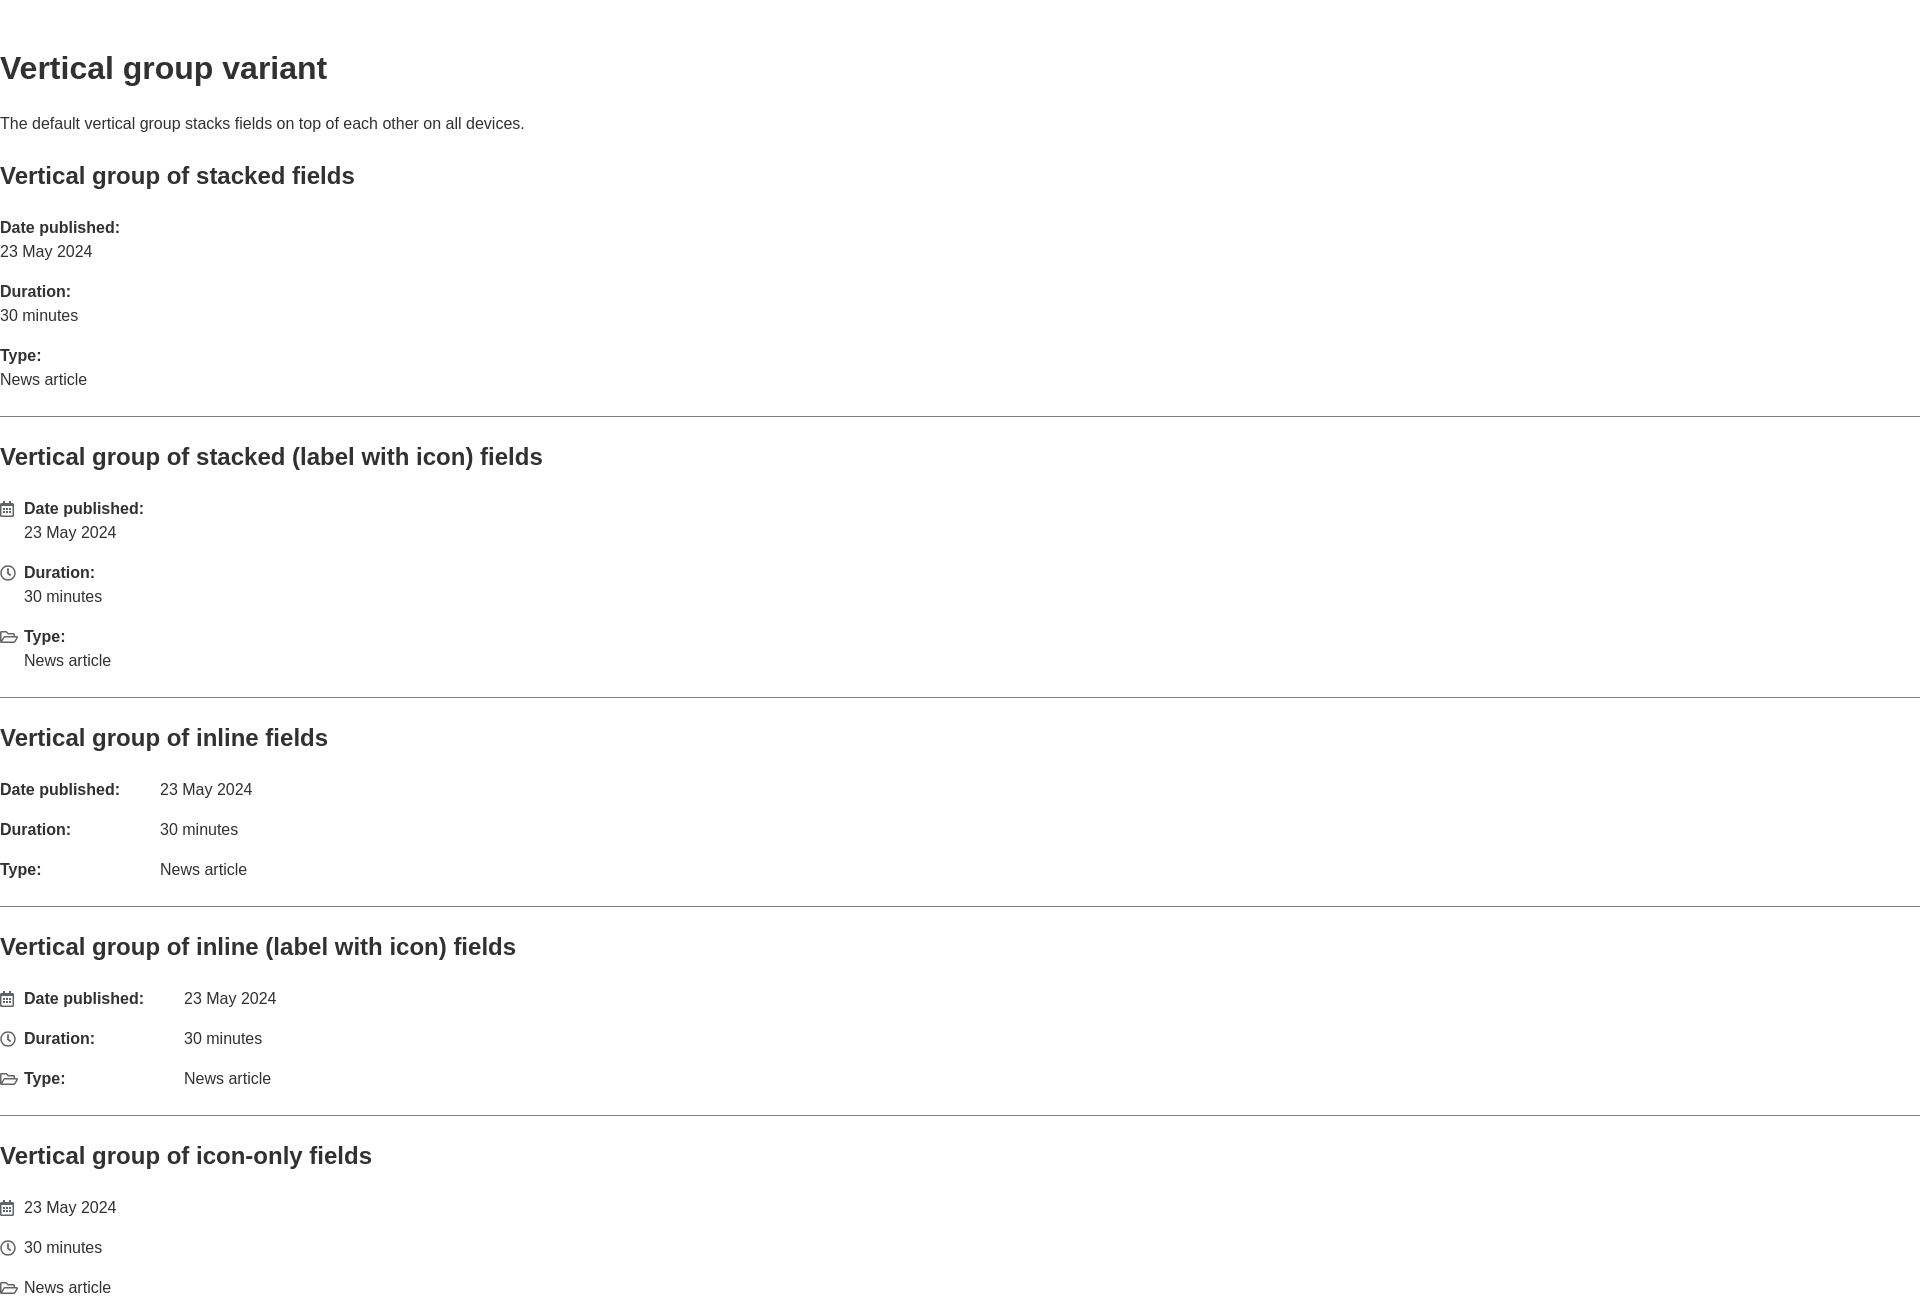 Vertical group variant
The default vertical group stacks fields on top of each other on all devices.
Vertical group of stacked fields
Date published:
23 May 2024
Duration:
30 minutes
Type:
News article
Vertical group of stacked (label with icon) fields
Date published:
23 May 2024
Duration:
30 minutes
Type:
News article
Vertical group of inline fields
Date published: 23 May 2024
Duration: 30 minutes
Type: News article
Vertical group of inline (label with icon) fields
Date published: 23 May 2024
Duration: 30 minutes
Type: News article
Vertical group of icon-only fields
23 May 2024
30 minutes
News article